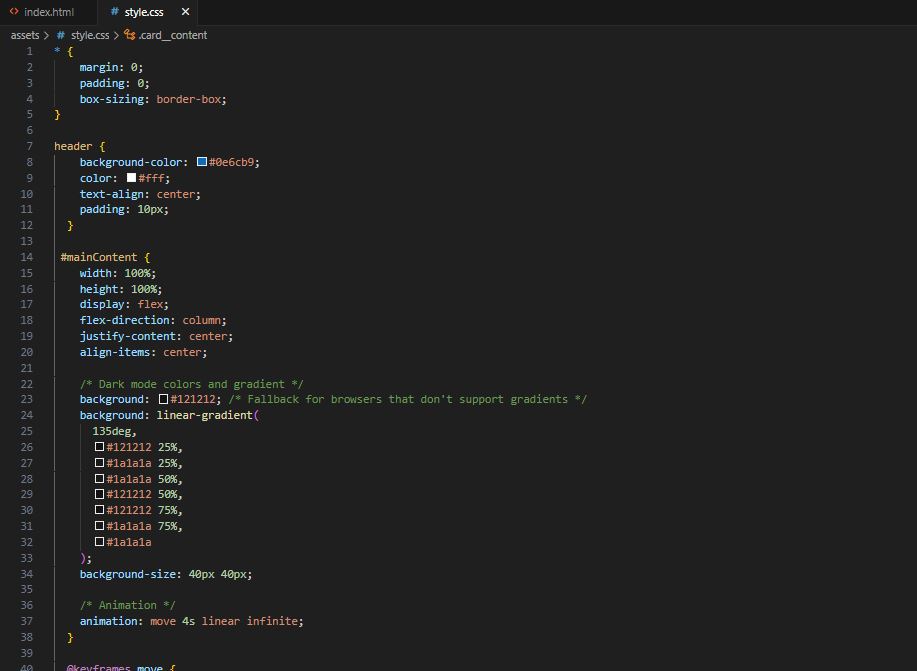 index.html
# style.css ×
assets > # style.css > .card__content
1 * {
2 margin: 0;
3 padding: 0;
4 box-sizing: border-box;
5 }
6
7 header {
8 background-color: #0e6cb9;
9 color: #fff;
10 text-align: center;
11 padding: 10px;
12 }
13
14 #mainContent {
15 width: 100%;
16 height: 100%;
17 display: flex;
18 flex-direction: column;
19 justify-content: center;
20 align-items: center;
21
22 /* Dark mode colors and gradient */
23 background: #121212; /* Fallback for browsers that don't support gradients */
24 background: linear-gradient(
25 135deg,
26 #121212 25%,
27 #1a1a1a 25%,
28 #1a1a1a 50%,
29 #121212 50%,
30 #121212 75%,
31 #1a1a1a 75%,
32 #1a1a1a
33 );
34 background-size: 40px 40px;
35
36 /* Animation */
37 animation: move 4s linear infinite;
38 }
39
40 @keyframes move {